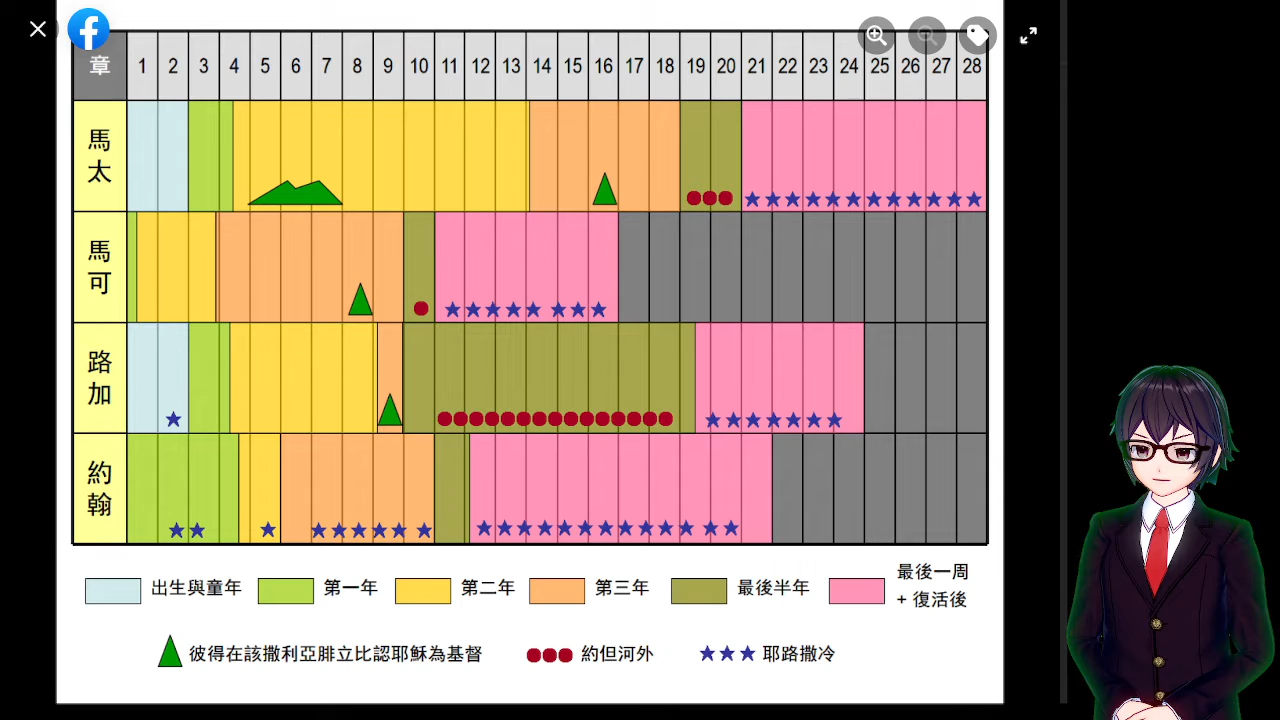 章 1 2 3 4 5 6 7 8 9 10 11 12 13 14 15 16 17 18 19 20 21 22 23 24 25 26 27 28
馬太
馬可
路加
約翰
出生與童年 第一年 第二年 第三年 最後半年 最後一周
+ 復活後
彼得在該撒利亞腓立比認耶穌為基督 約但河外 耶路撒冷